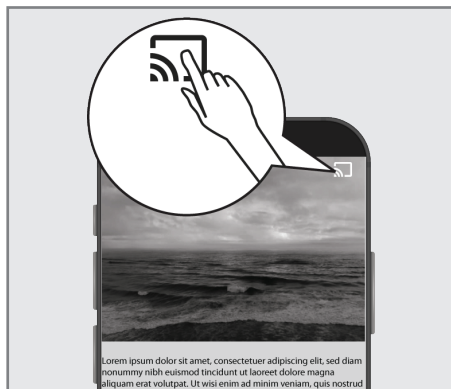 Lorem ipsum dolor sit amet, consectetuer adipiscing elit, sed diam
nonummy nibh euismod tincidunt ut laoreet dolore magna
aliquam erat volutpat. Ut wisi enim ad minim veniam, quis nostrud